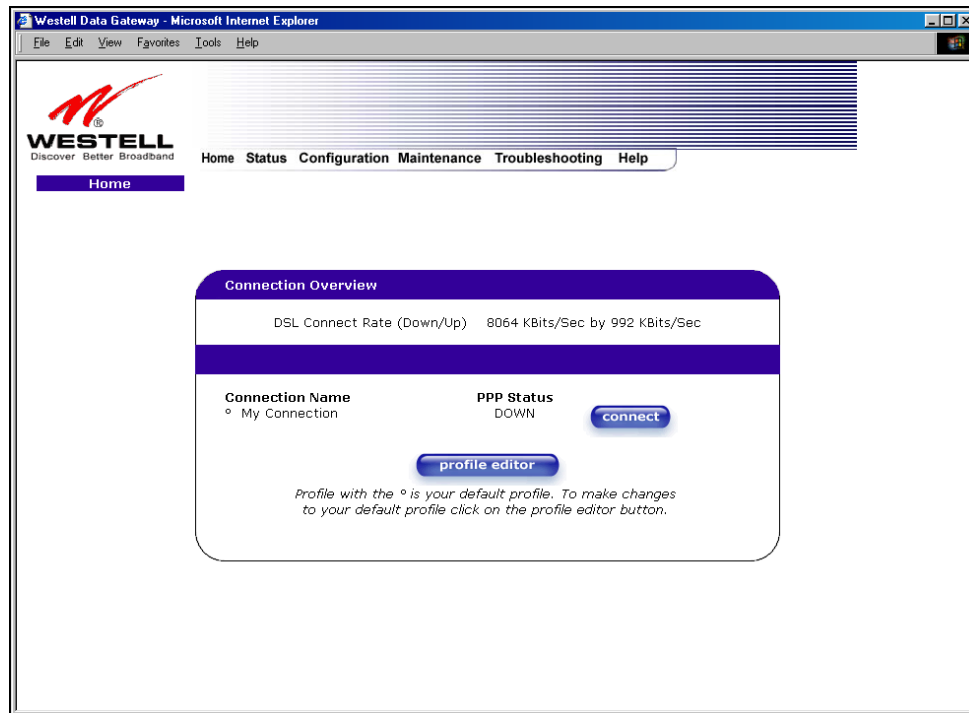 Westell Data Gateway - Microsoft Internet Explorer
File Edit View Favorites Tools Help
WESTELL®
Discover Better Broadband
Home Status Configuration Maintenance Troubleshooting Help
Home
Connection Overview
DSL Connect Rate (Down/Up) 8064 KBits/Sec by 992 KBits/Sec
Connection Name PPP Status
° My Connection DOWN connect
profile editor
Profile with the ° is your default profile. To make changes
to your default profile click on the profile editor button.